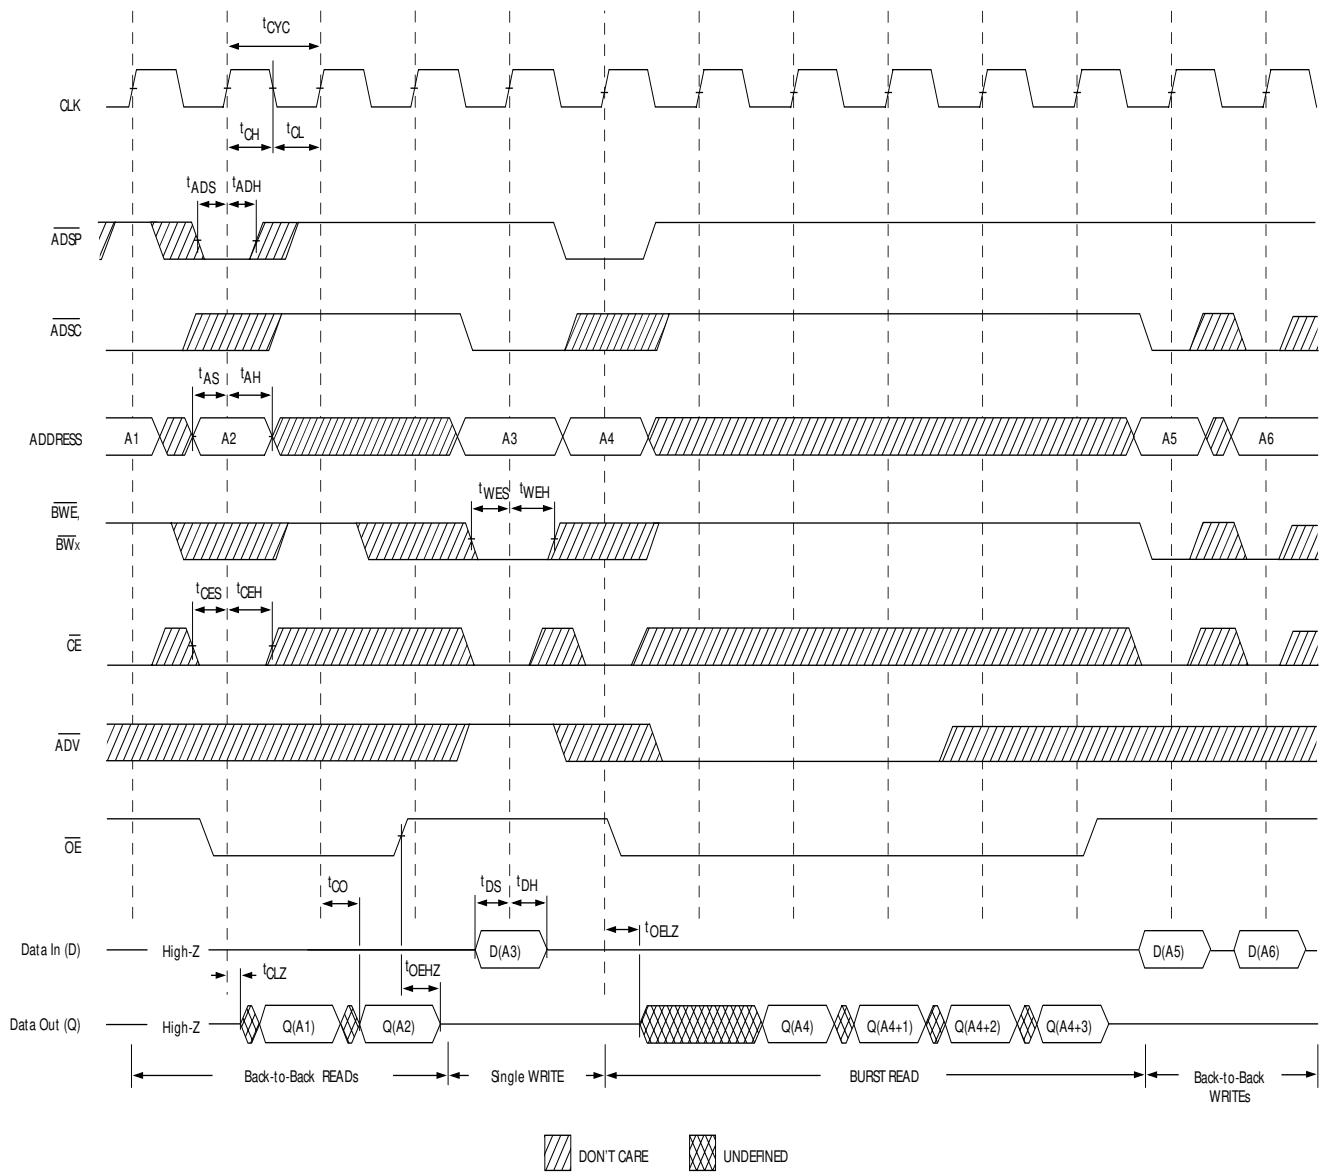 tCYC
CLK
tCH
tCL
tADS
tADH
ADSP
ADSC
tAS
tAH
ADDRESS
A1
A2
A3
A4
A5
A6
tWES
tWEH
BWE,
BWx
tCES
tCEH
CE
ADV
OE
tCO
tDS
tDH
tOELZ
Data In (D)
High-Z
D(A3)
D(A5)
D(A6)
tCLZ
tOEHZ
Data Out (Q)
High-Z
Q(A1)
Q(A2)
Q(A4)
Q(A4+1)
Q(A4+2)
Q(A4+3)
Back-to-Back READs
Single WRITE
BURST READ
Back-to-Back
WRITEs
DON'T CARE
UNDEFINED